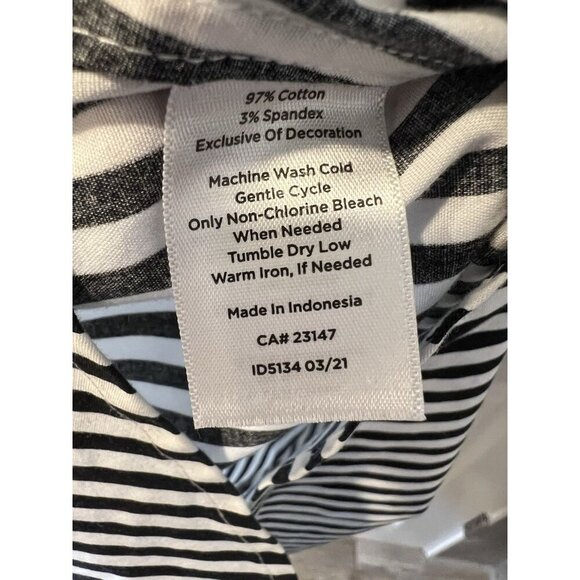 97% Cotton
3% Spandex
Exclusive Of Decoration
Machine Wash Cold
Gentle Cycle
Only Non-Chlorine Bleach
When Needed
Tumble Dry Low
Warm Iron, If Needed
Made In Indonesia
CA# 23147
ID5134 03/21